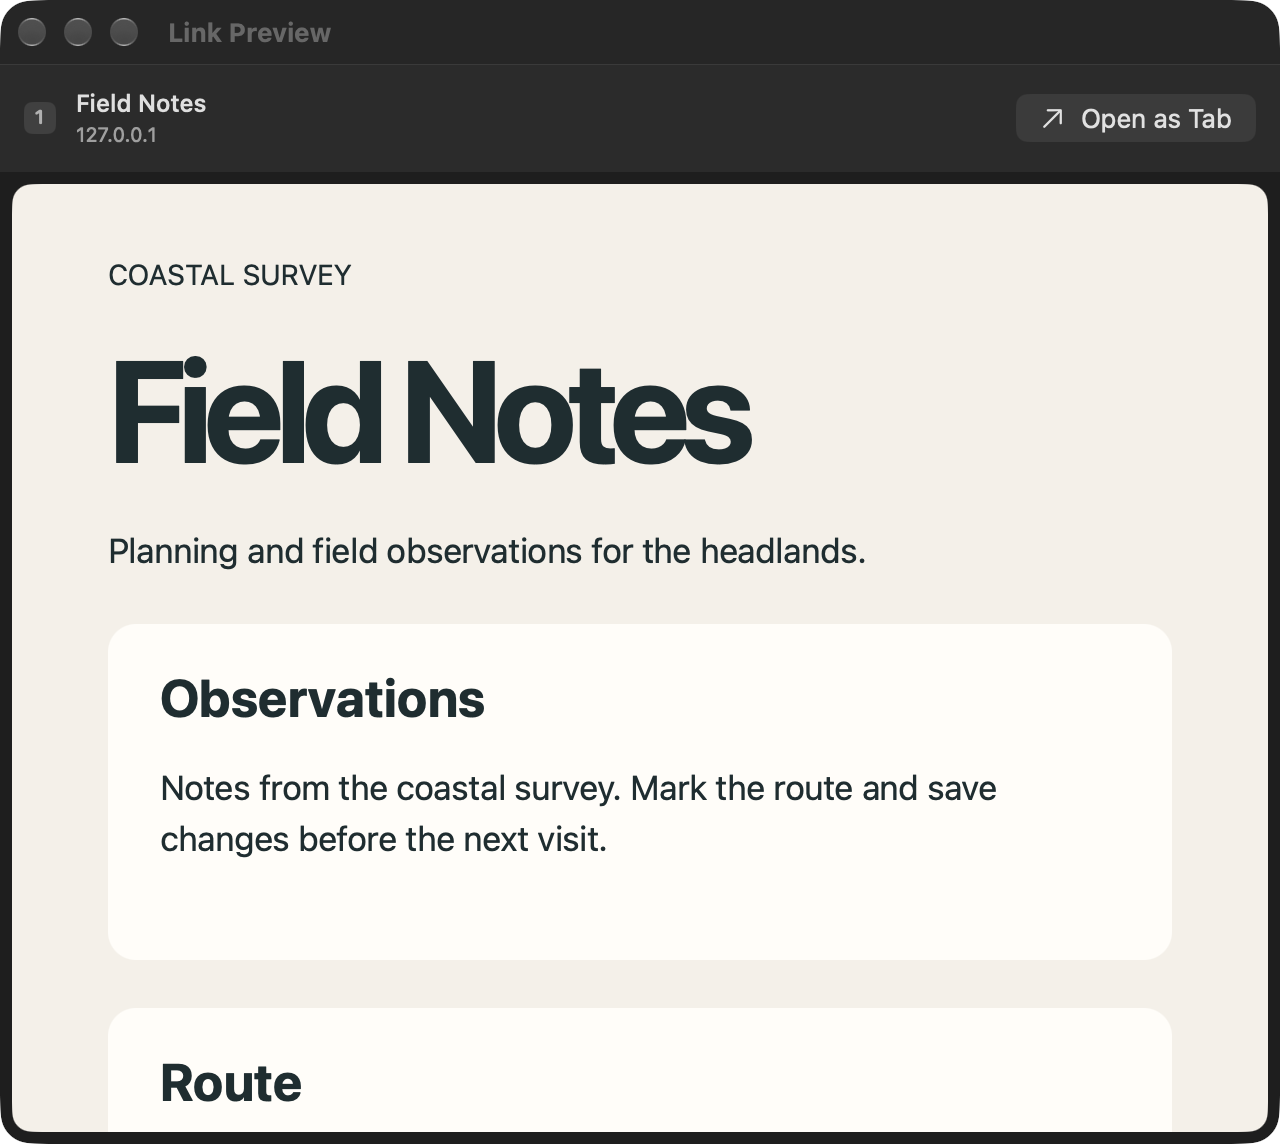 Link Preview
1
Field Notes
127.0.0.1
Open as Tab
COASTAL SURVEY
Field Notes
Planning and field observations for the headlands.
Observations
Notes from the coastal survey. Mark the route and save
changes before the next visit.
Route